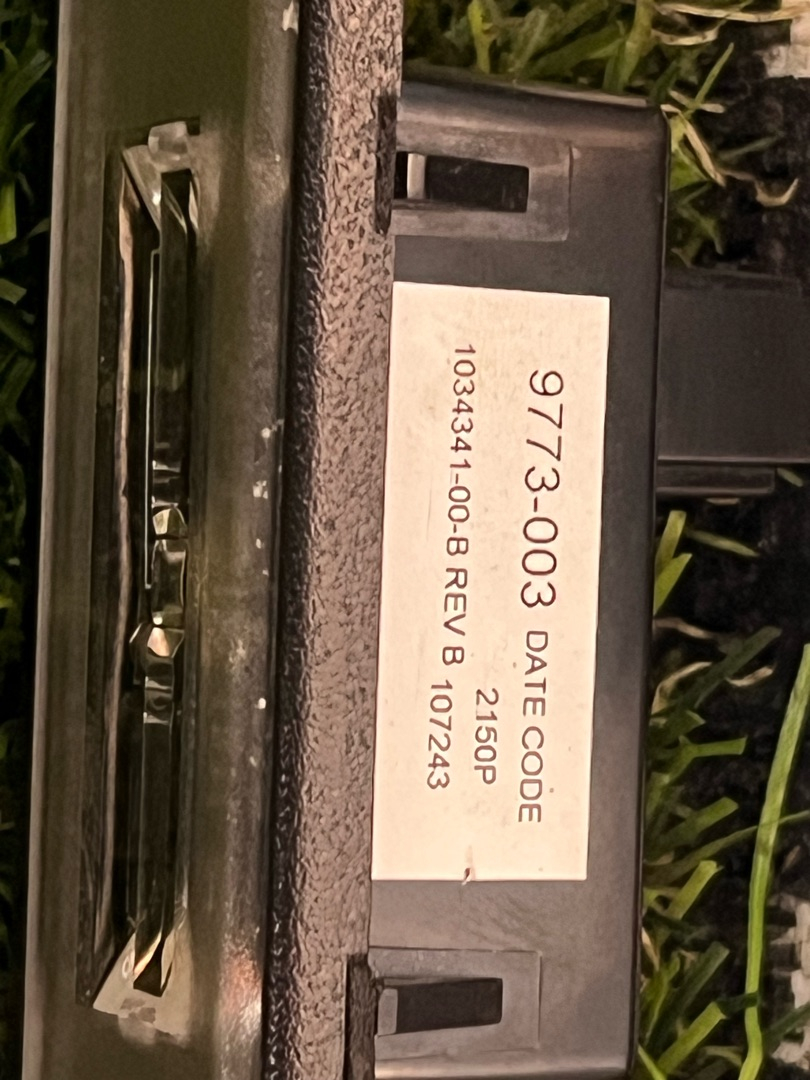 9773-003 DATE CODE
2150P
1034341-00-B REV B 107243